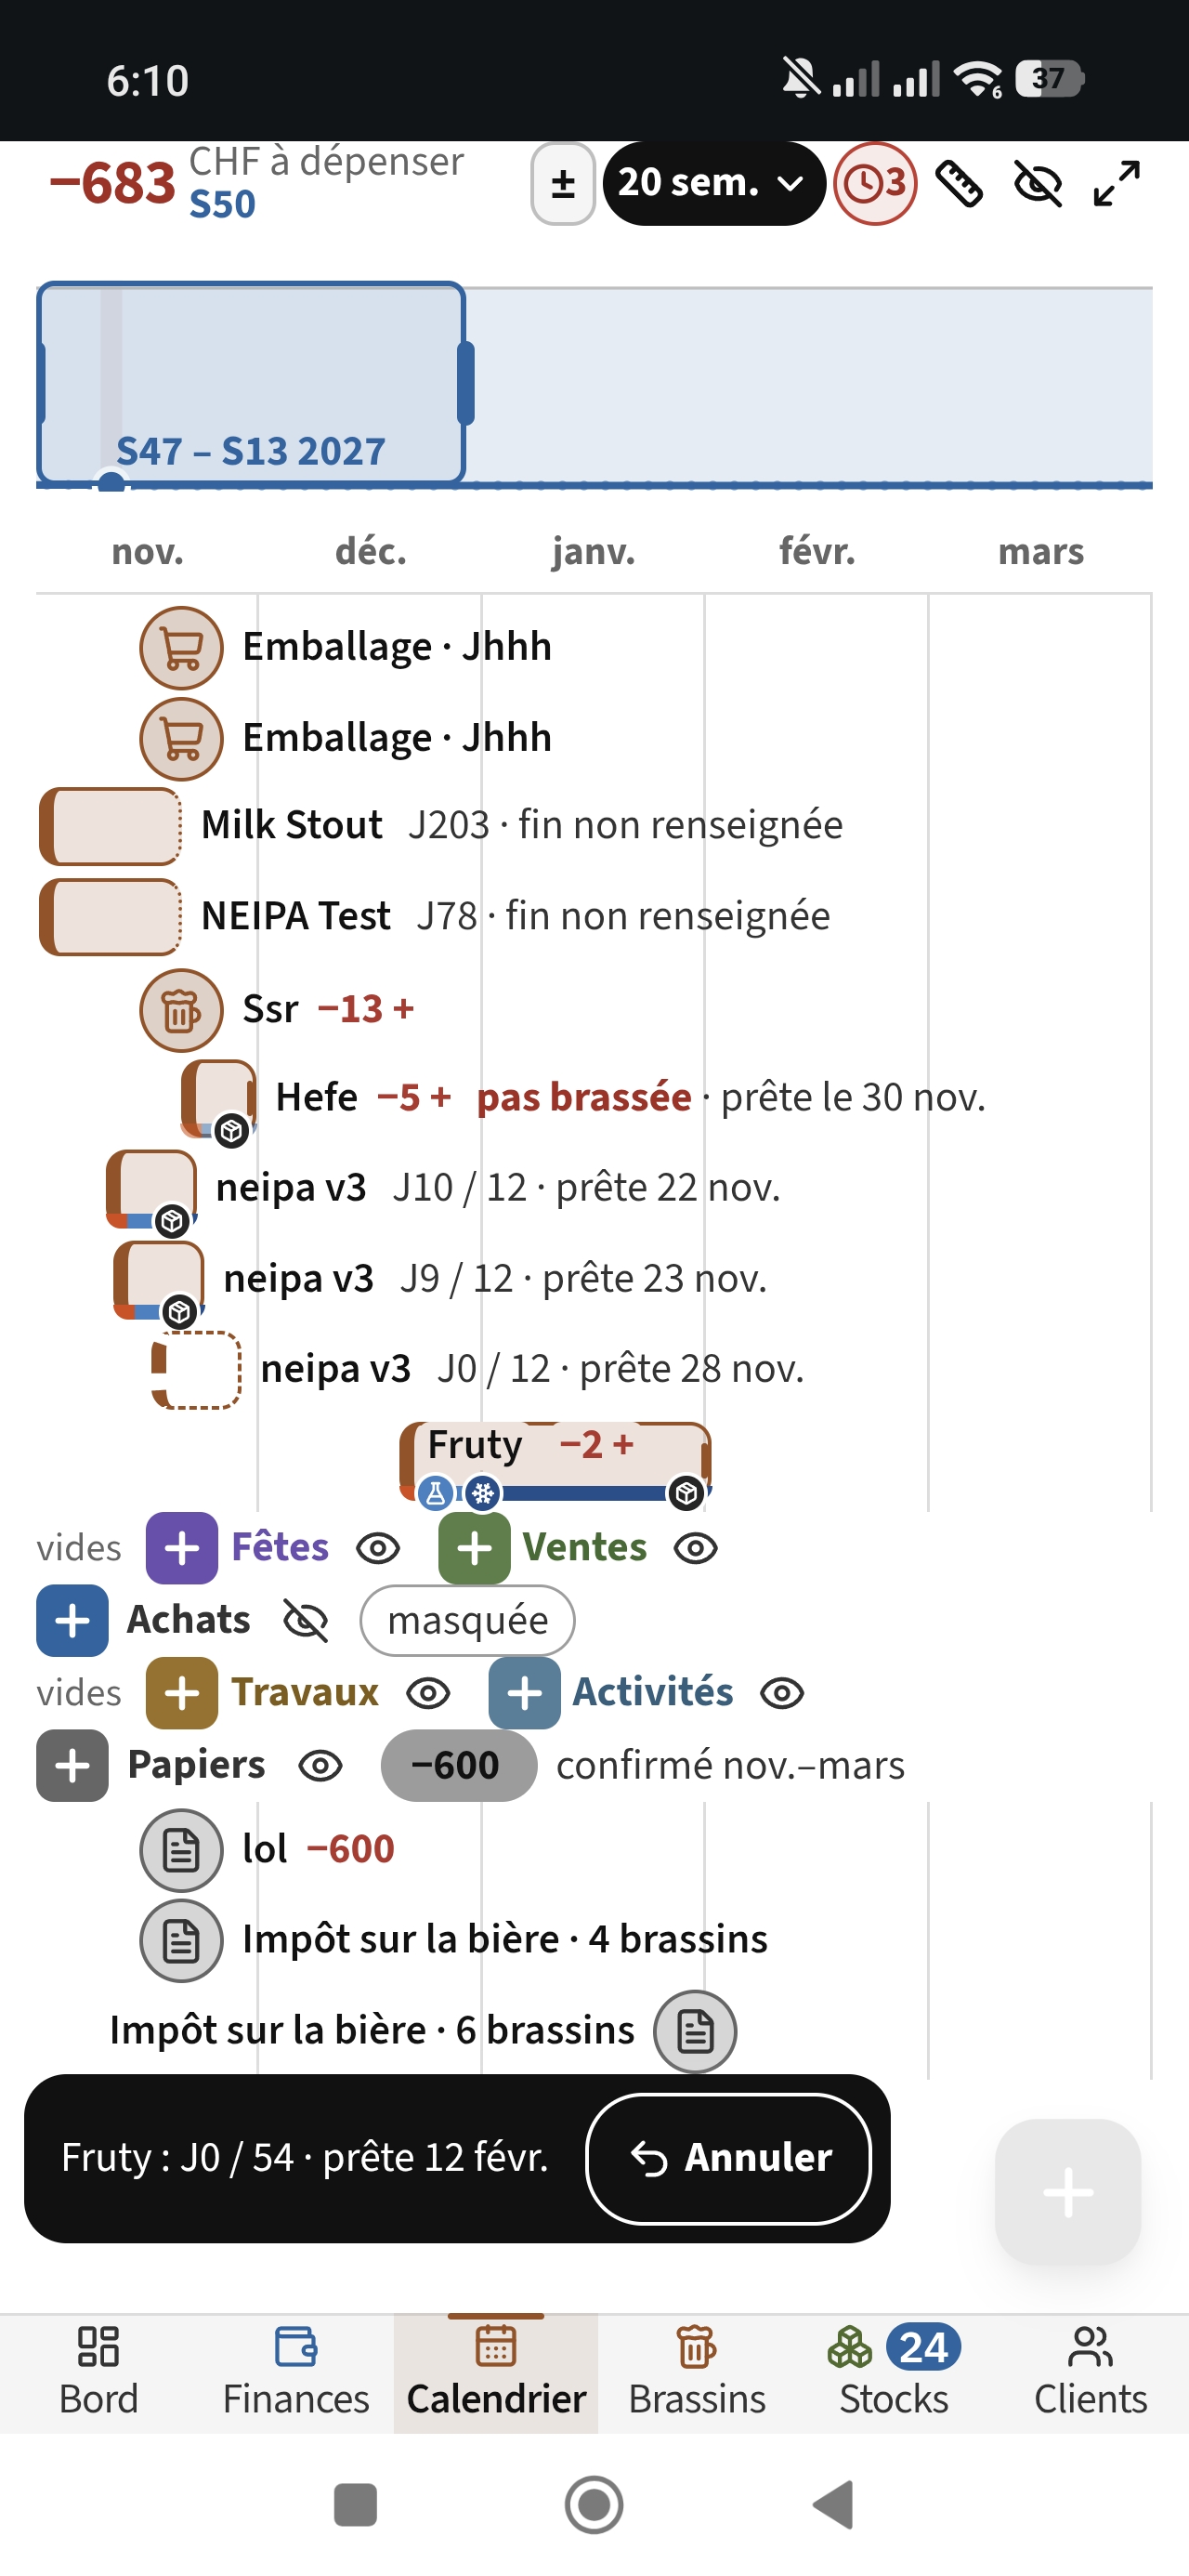 6:10
6
37
−683 CHF à dépenser
S50
± 20 sem. 3
S47 – S13 2027
nov. déc. janv. févr. mars
Emballage · Jhhh
Emballage · Jhhh
Milk Stout J203 · fin non renseignée
NEIPA Test J78 · fin non renseignée
Ssr −13 +
Hefe −5 + pas brassée · prête le 30 nov.
neipa v3 J10 / 12 · prête 22 nov.
neipa v3 J9 / 12 · prête 23 nov.
neipa v3 J0 / 12 · prête 28 nov.
Fruty −2 +
vides + Fêtes + Ventes
+ Achats masquée
vides + Travaux + Activités
+ Papiers −600 confirmé nov.–mars
lol −600
Impôt sur la bière · 4 brassins
Impôt sur la bière · 6 brassins
Fruty : J0 / 54 · prête 12 févr. Annuler
+
24
Bord Finances Calendrier Brassins Stocks Clients